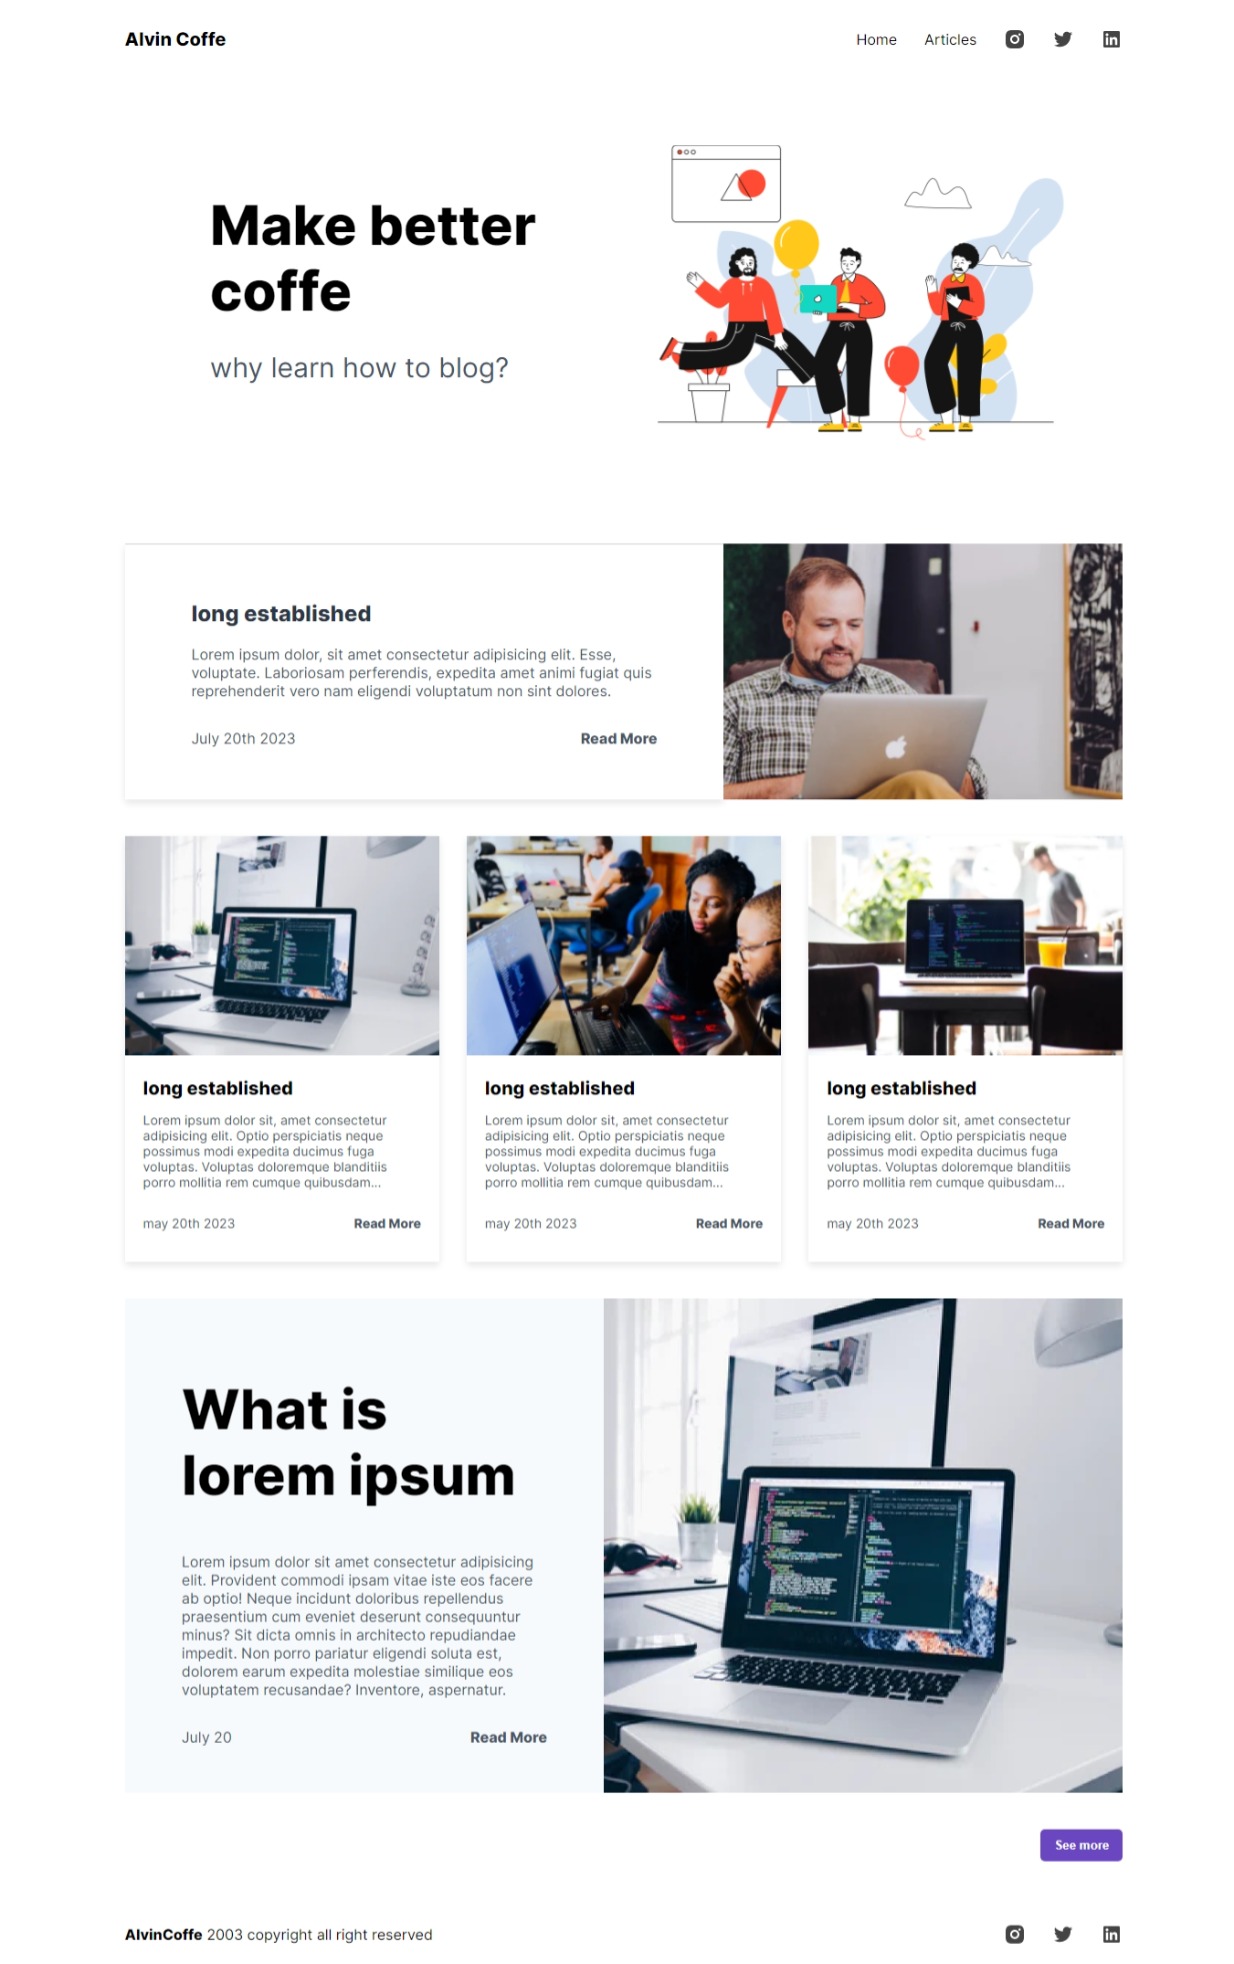 Alvin Coffe
Home Articles
Make better
coffe
why learn how to blog?
long established
Lorem ipsum dolor, sit amet consectetur adipisicing elit. Esse,
voluptate. Laboriosam perferendis, expedita amet animi fugiat quis
reprehenderit vero nam eligendi voluptatum non sint dolores.
July 20th 2023 Read More
long established
Lorem ipsum dolor sit, amet consectetur
adipisicing elit. Optio perspiciatis neque
possimus modi expedita ducimus fuga
voluptas. Voluptas doloremque blanditiis
porro mollitia rem cumque quibusdam...
may 20th 2023 Read More
long established
Lorem ipsum dolor sit, amet consectetur
adipisicing elit. Optio perspiciatis neque
possimus modi expedita ducimus fuga
voluptas. Voluptas doloremque blanditiis
porro mollitia rem cumque quibusdam...
may 20th 2023 Read More
long established
Lorem ipsum dolor sit, amet consectetur
adipisicing elit. Optio perspiciatis neque
possimus modi expedita ducimus fuga
voluptas. Voluptas doloremque blanditiis
porro mollitia rem cumque quibusdam...
may 20th 2023 Read More
What is
lorem ipsum
Lorem ipsum dolor sit amet consectetur adipisicing
elit. Provident commodi ipsam vitae iste eos facere
ab optio! Neque incidunt doloribus repellendus
praesentium cum eveniet deserunt consequuntur
minus? Sit dicta omnis in architecto repudiandae
impedit. Non porro pariatur eligendi soluta est,
dolorem earum expedita molestiae similique eos
voluptatem recusandae? Inventore, aspernatur.
July 20 Read More
See more
AlvinCoffe 2003 copyright all right reserved